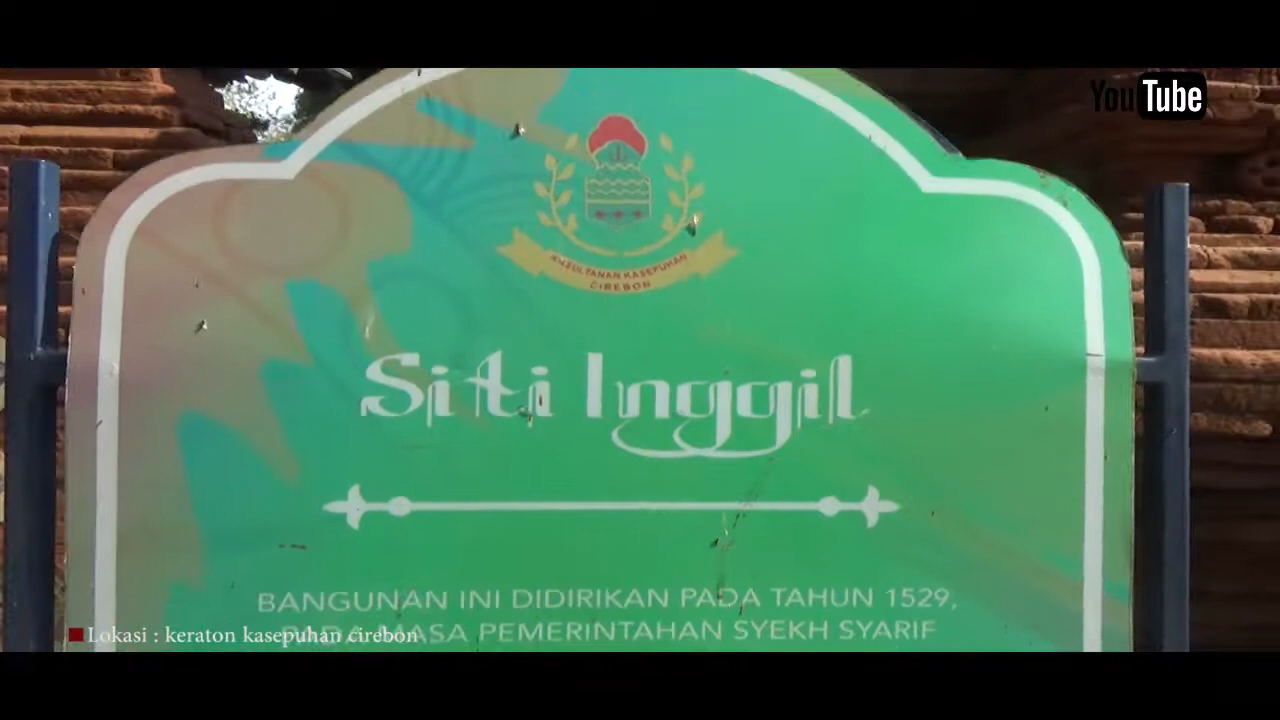 YouTube
KASULTANAN KASEPUHAN
CIREBON
Siti Inggil
BANGUNAN INI DIDIRIKAN PADA TAHUN 1529,
PADA MASA PEMERINTAHAN SYEKH SYARIF
Lokasi : keraton kasepuhan cirebon